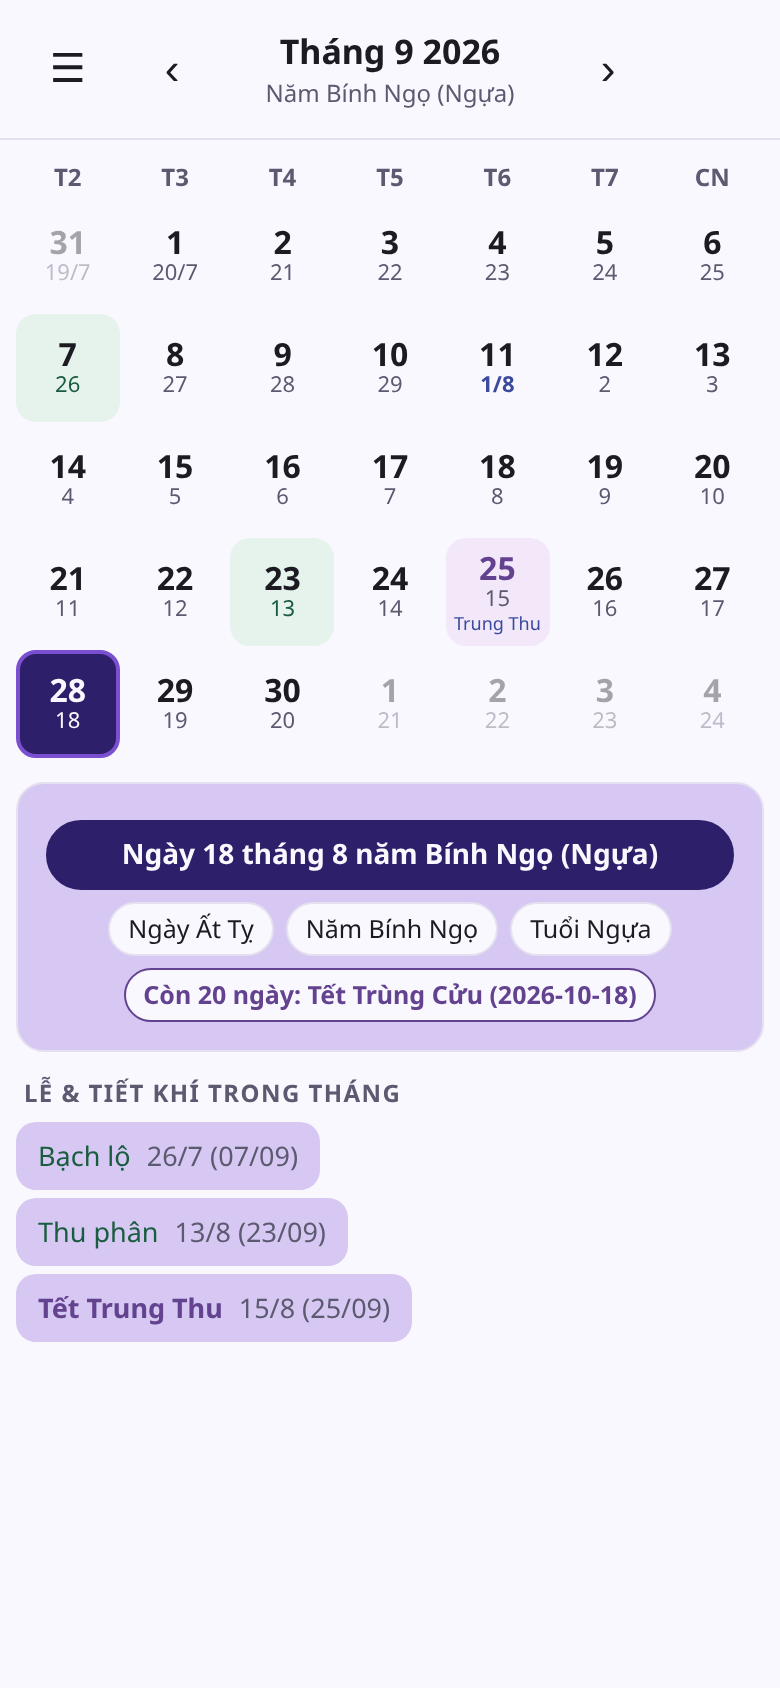 ☰ ‹ Tháng 9 2026 ›
Năm Bính Ngọ (Ngựa)
T2 T3 T4 T5 T6 T7 CN
31 1 2 3 4 5 6
19/7 20/7 21 22 23 24 25
7 8 9 10 11 12 13
26 27 28 29 1/8 2 3
14 15 16 17 18 19 20
4 5 6 7 8 9 10
21 22 23 24 25 26 27
11 12 13 14 15 16 17
Trung Thu
28 29 30 1 2 3 4
18 19 20 21 22 23 24
Ngày 18 tháng 8 năm Bính Ngọ (Ngựa)
Ngày Ất Tỵ Năm Bính Ngọ Tuổi Ngựa
Còn 20 ngày: Tết Trùng Cửu (2026-10-18)
LỄ & TIẾT KHÍ TRONG THÁNG
Bạch lộ 26/7 (07/09)
Thu phân 13/8 (23/09)
Tết Trung Thu 15/8 (25/09)